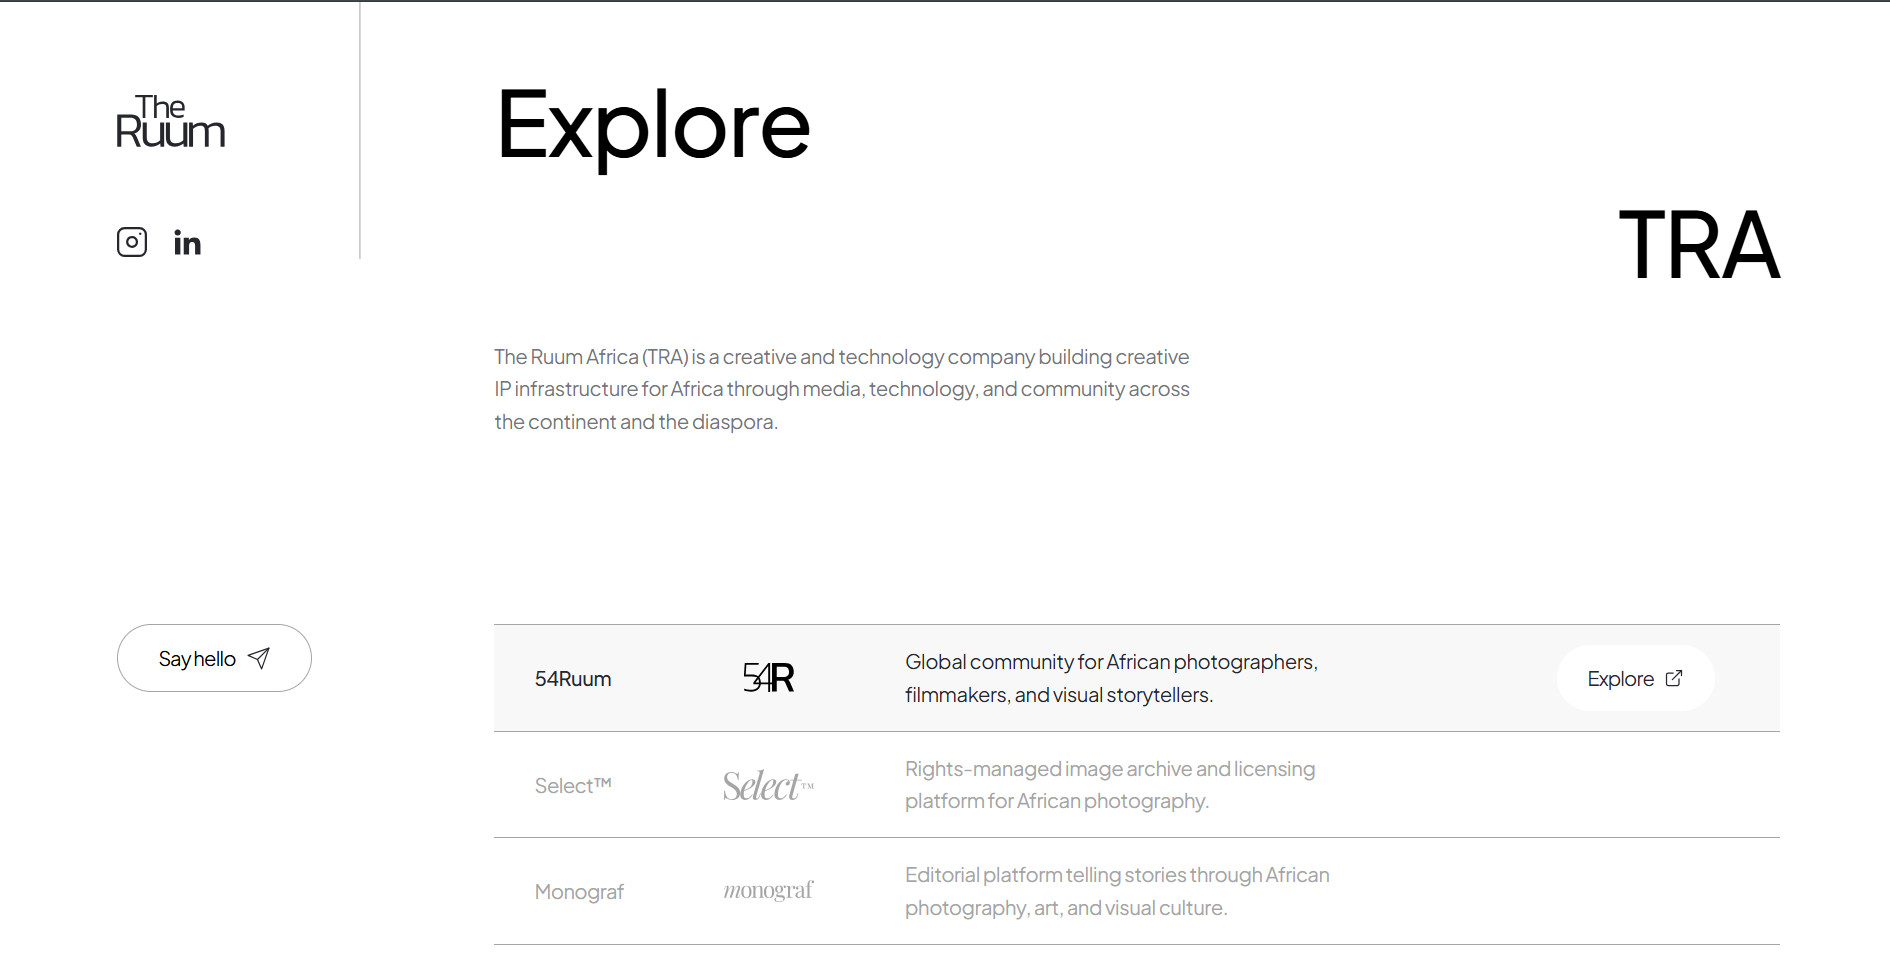 The
Ruum
Explore
TRA
The Ruum Africa (TRA) is a creative and technology company building creative
IP infrastructure for Africa through media, technology, and community across
the continent and the diaspora.
Say hello
54Ruum
54R
Global community for African photographers,
filmmakers, and visual storytellers.
Explore
Select™
Select™
Rights-managed image archive and licensing
platform for African photography.
Monograf
monograf
Editorial platform telling stories through African
photography, art, and visual culture.